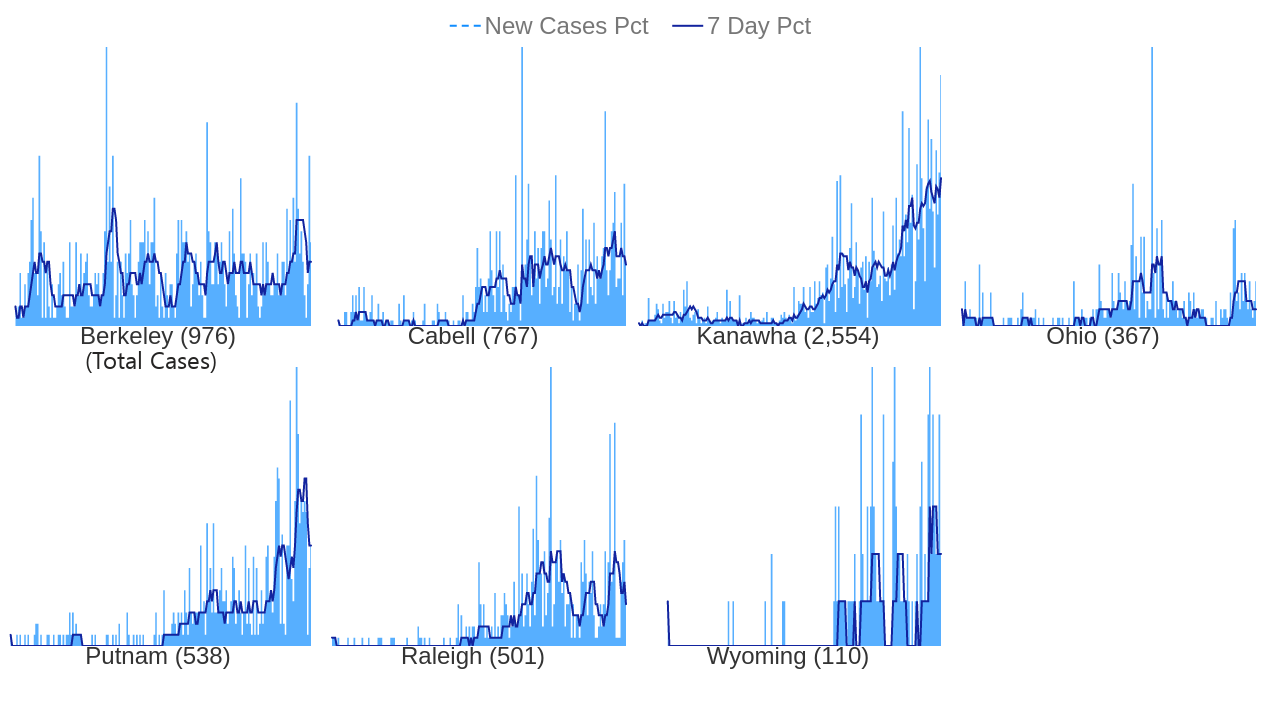 New Cases Pct 7 Day Pct
Berkeley (976) Cabell (767) Kanawha (2,554) Ohio (367)
(Total Cases)
Putnam (538) Raleigh (501) Wyoming (110)